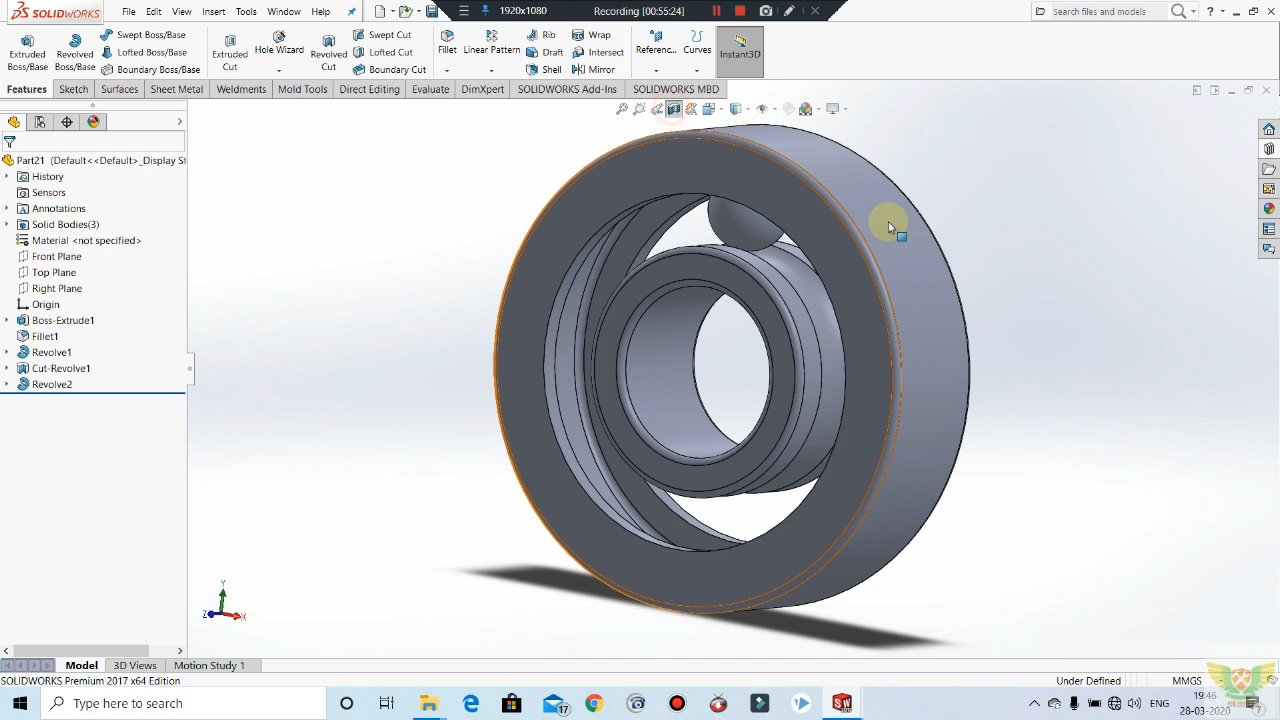 SOLIDWORKS
File Edit View Insert Tools Window Help
1920x1080
Recording [00:55:24]
Search files and models
?
Extruded Boss/Base
Revolved Boss/Base
Swept Boss/Base
Lofted Boss/Base
Boundary Boss/Base
Extruded Cut
Hole Wizard
Revolved Cut
Swept Cut
Lofted Cut
Boundary Cut
Fillet
Linear Pattern
Rib
Draft
Shell
Wrap
Intersect
Mirror
Referenc...
Curves
Instant3D
Features Sketch Surfaces Sheet Metal Weldments Mold Tools Direct Editing Evaluate DimXpert SOLIDWORKS Add-Ins SOLIDWORKS MBD
Part21 (Default<<Default>_Display St
History
Sensors
Annotations
Solid Bodies(3)
Material <not specified>
Front Plane
Top Plane
Right Plane
Origin
Boss-Extrude1
Fillet1
Revolve1
Cut-Revolve1
Revolve2
Y
Z
X
Model 3D Views Motion Study 1
SOLIDWORKS Premium 2017 x64 Edition
Under Defined
MMGS
Type here to search
17
ENG
19:46
28-03-2020
7